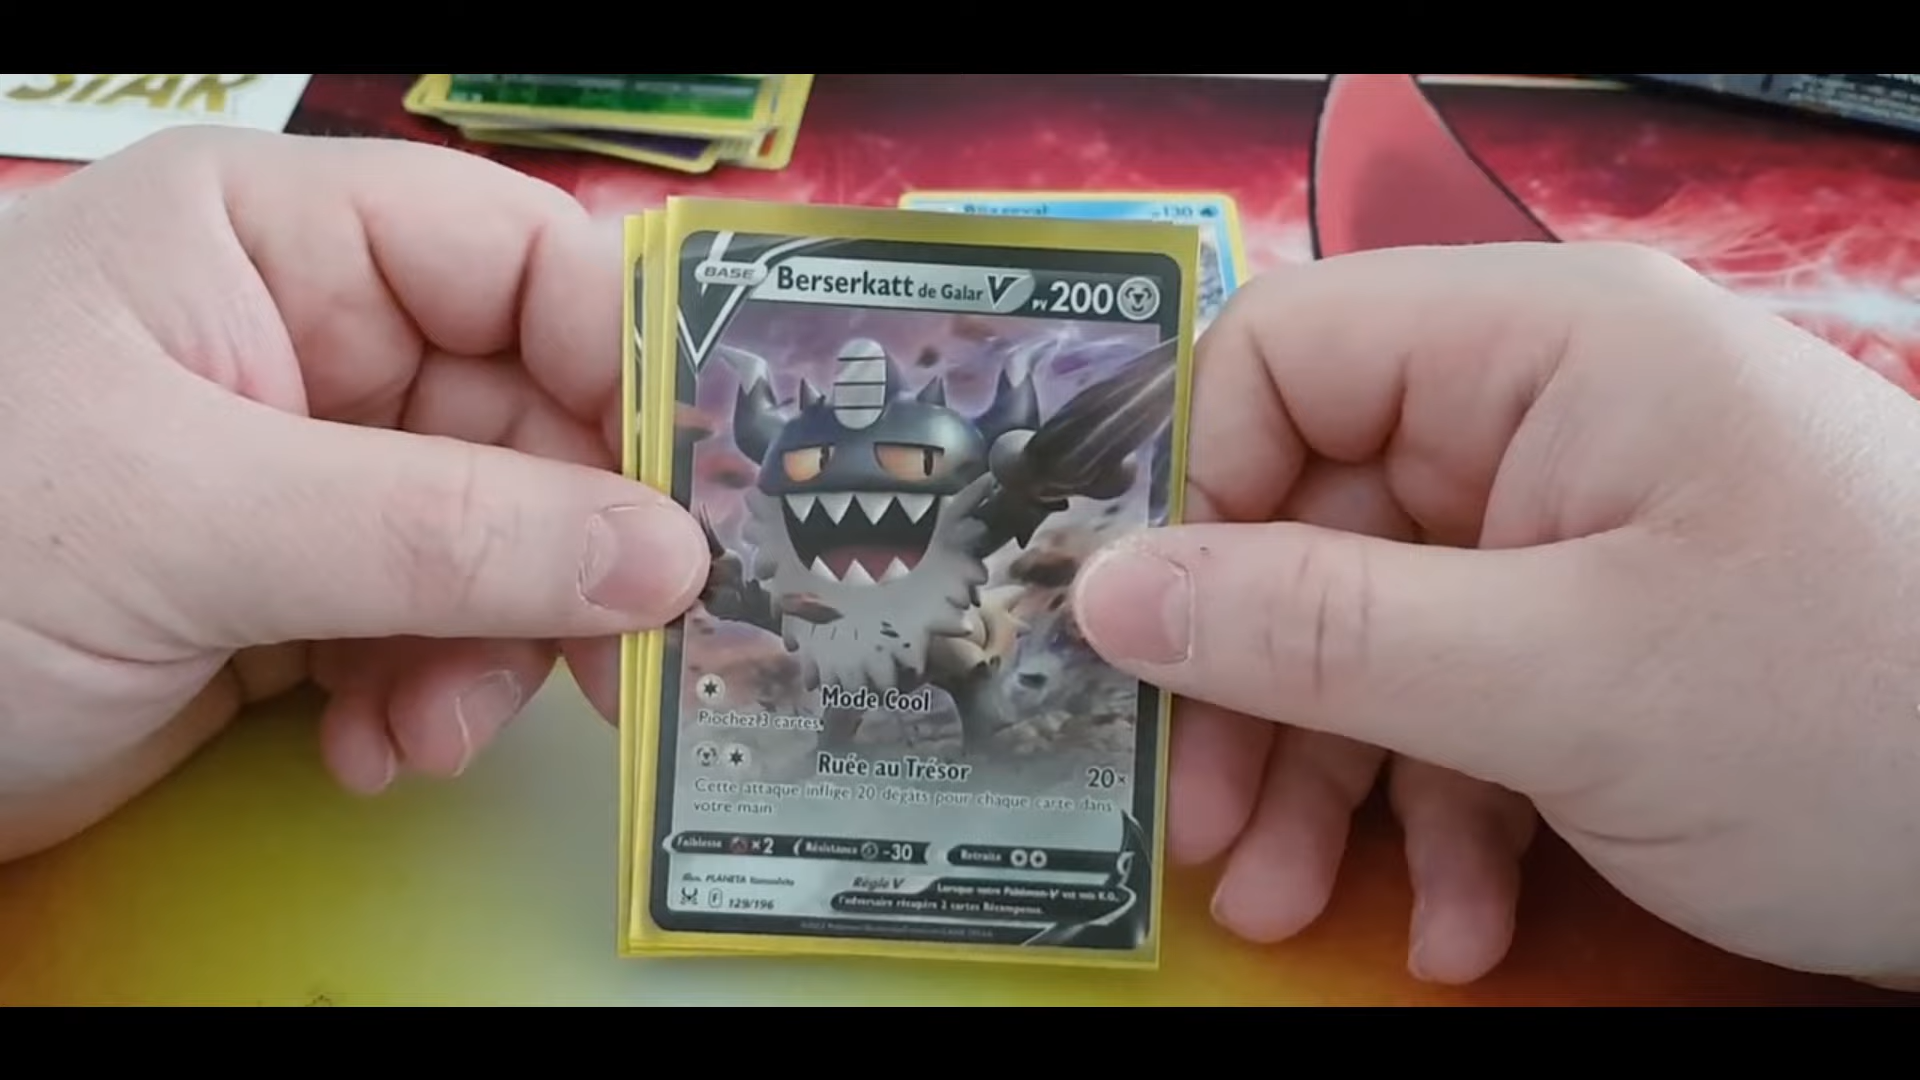 STAR
130
BASE
Berserkatt de Galar V PV 200
Mode Cool
Piochez 3 cartes.
Ruée au Trésor 20×
Cette attaque inflige 20 dégâts pour chaque carte dans
votre main.
Faiblesse ×2 Résistance -30 Retraite
Illus. PLANETA Yamashita
Règle V Lorsque votre Pokémon-V est mis K.O.,
l'adversaire récupère 2 cartes Récompense.
F 129/196